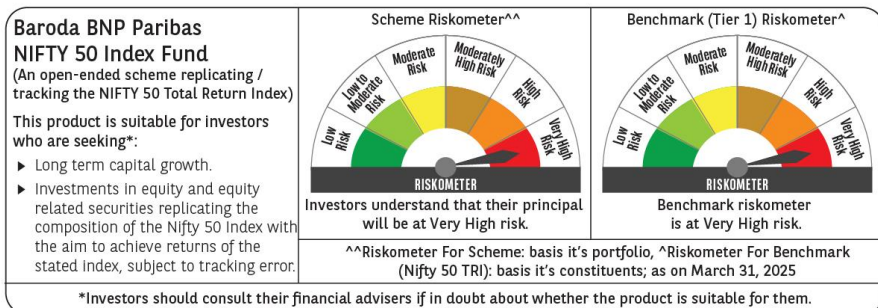 Baroda BNP Paribas
NIFTY 50 Index Fund
(An open-ended scheme replicating /
tracking the NIFTY 50 Total Return Index)
This product is suitable for investors
who are seeking*:
▶ Long term capital growth.
▶ Investments in equity and equity
related securities replicating the
composition of the Nifty 50 Index with
the aim to achieve returns of the
stated index, subject to tracking error.
Scheme Riskometer^^
Low Risk
Low to Moderate Risk
Moderate Risk
Moderately High Risk
High Risk
Very High Risk
RISKOMETER
Investors understand that their principal
will be at Very High risk.
Benchmark (Tier 1) Riskometer^
Low Risk
Low to Moderate Risk
Moderate Risk
Moderately High Risk
High Risk
Very High Risk
RISKOMETER
Benchmark riskometer
is at Very High risk.
^^Riskometer For Scheme: basis it's portfolio, ^Riskometer For Benchmark
(Nifty 50 TRI): basis it's constituents; as on March 31, 2025
*Investors should consult their financial advisers if in doubt about whether the product is suitable for them.